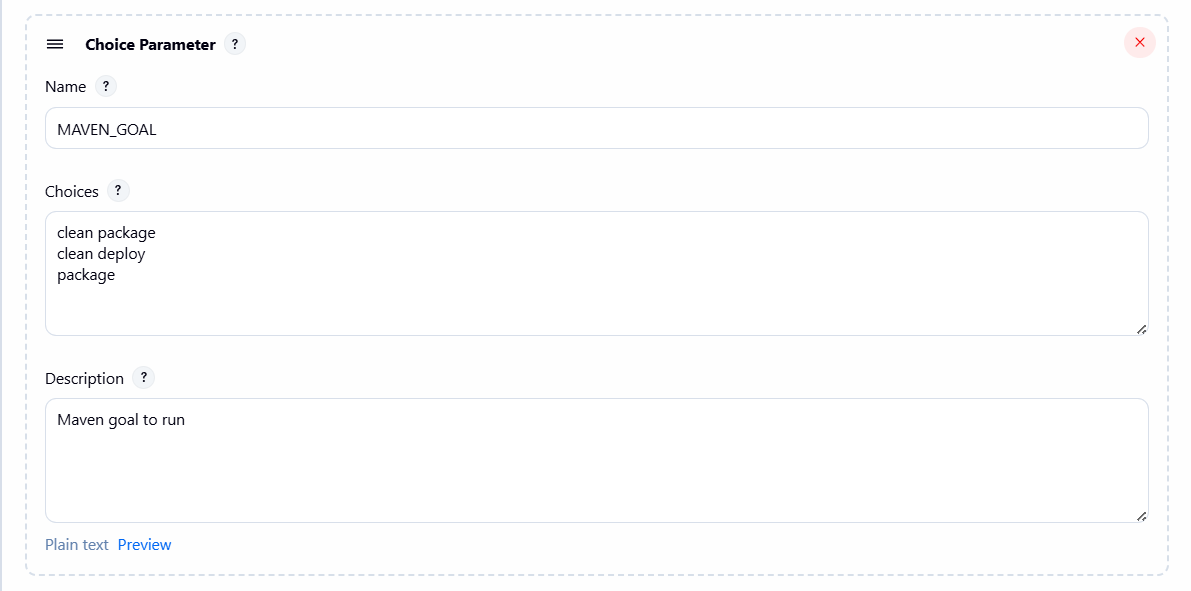 Choice Parameter ?
Name ?
MAVEN_GOAL
Choices ?
clean package
clean deploy
package
Description ?
Maven goal to run
Plain text Preview